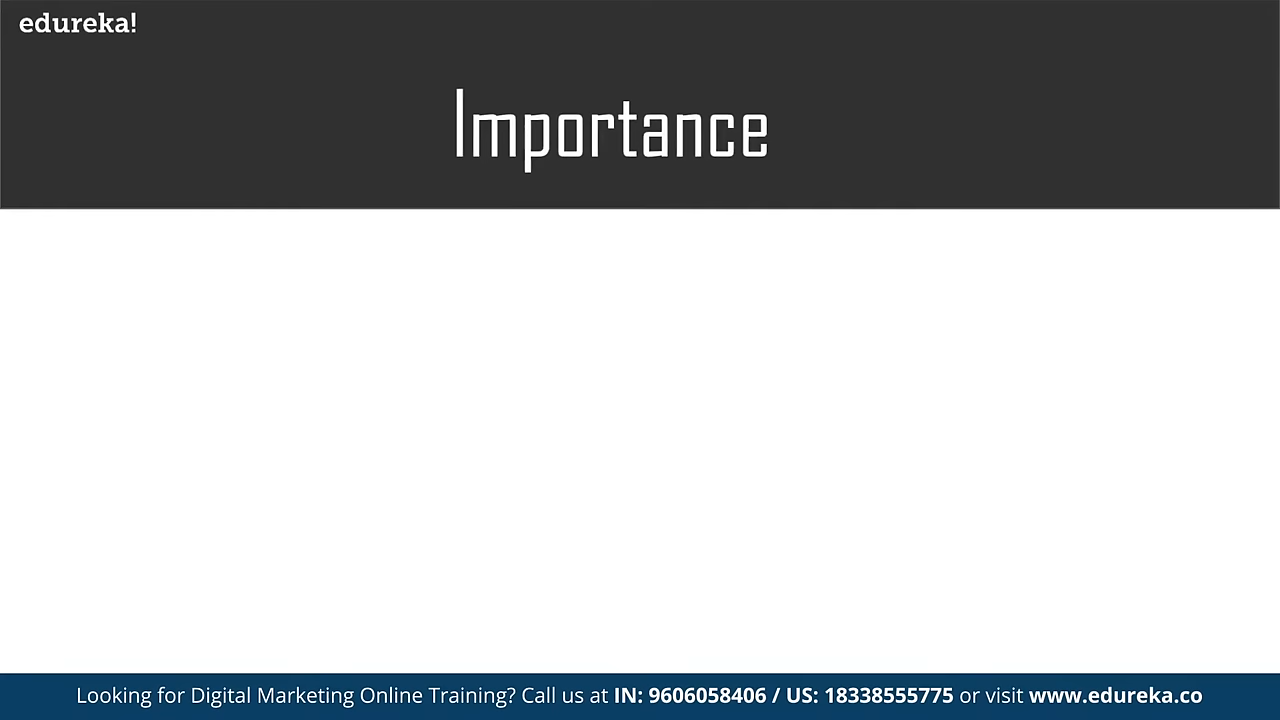 edureka!
Importance
Looking for Digital Marketing Online Training? Call us at IN: 9606058406 / US: 18338555775 or visit www.edureka.co